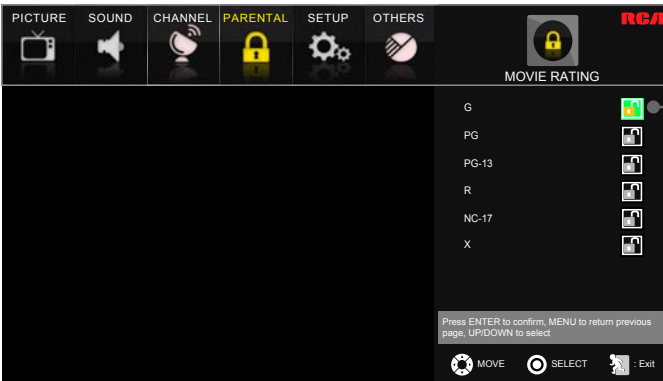 PICTURE SOUND CHANNEL PARENTAL SETUP OTHERS
RCA
MOVIE RATING
G
PG
PG-13
R
NC-17
X
Press ENTER to confirm, MENU to return previous
page, UP/DOWN to select
MOVE SELECT : Exit